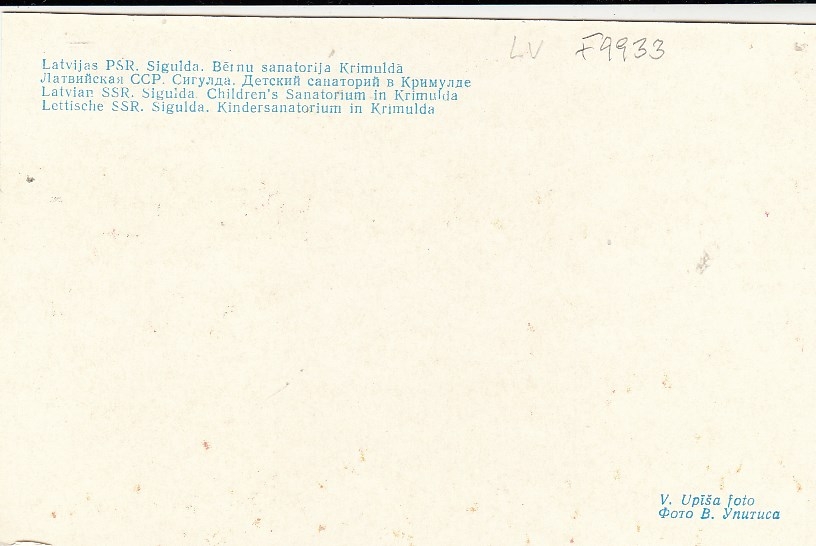 LV F9933
Latvijas PSR. Sigulda. Bērnu sanatorija Krimuldā
Латвийская ССР. Сигулда. Детский санаторий в Кримулде
Latvian SSR. Sigulda. Children's Sanatorium in Krimulda
Lettische SSR. Sigulda. Kindersanatorium in Krimulda
V. Upīša foto
Фото В. Упитиса